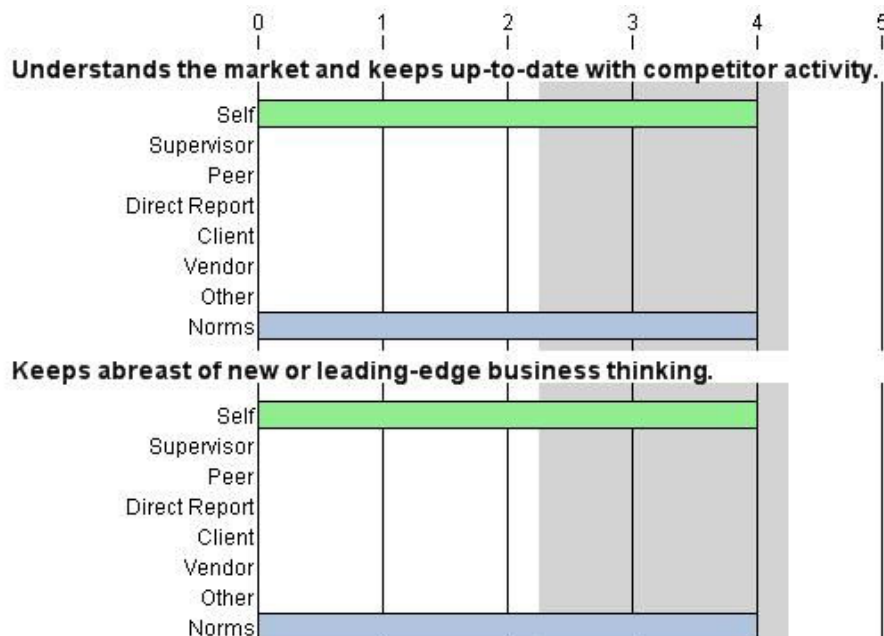 0 1 2 3 4 5
Understands the market and keeps up-to-date with competitor activity.
Self
Supervisor
Peer
Direct Report
Client
Vendor
Other
Norms
Keeps abreast of new or leading-edge business thinking.
Self
Supervisor
Peer
Direct Report
Client
Vendor
Other
Norms